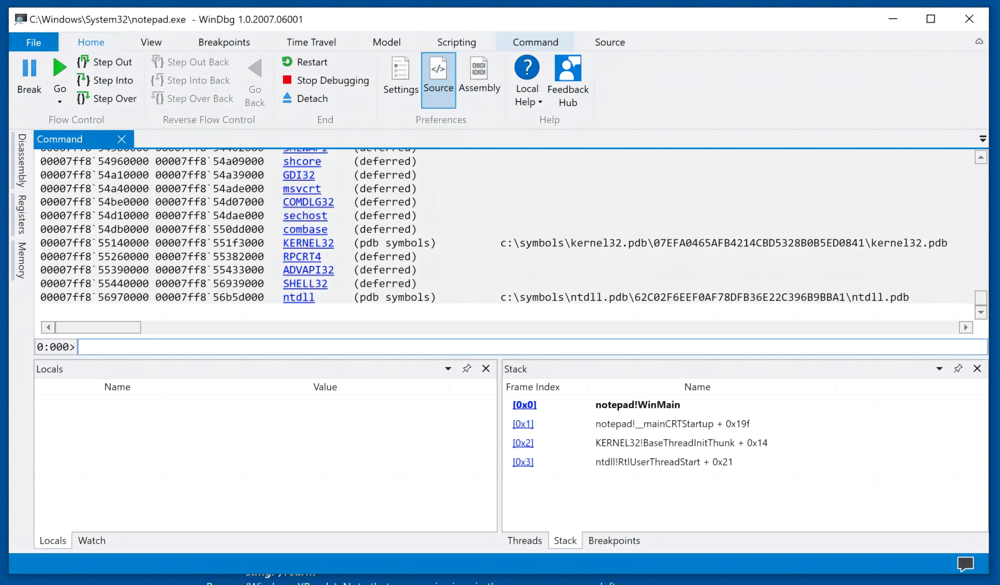 C:\Windows\System32\notepad.exe - WinDbg 1.0.2007.06001
File Home View Breakpoints Time Travel Model Scripting Command Source
Break
Go
Step Out
Step Into
Step Over
Flow Control
Step Out Back
Step Into Back
Step Over Back
Go
Back
Reverse Flow Control
Restart
Stop Debugging
Detach
End
Settings
Source
Assembly
Preferences
Local
Help
Feedback
Hub
Help
Disassembly
Registers
Memory
Command
00007ff8`54960000 00007ff8`54a09000 shcore (deferred)
00007ff8`54a10000 00007ff8`54a39000 GDI32 (deferred)
00007ff8`54a40000 00007ff8`54ade000 msvcrt (deferred)
00007ff8`54be0000 00007ff8`54d07000 COMDLG32 (deferred)
00007ff8`54d10000 00007ff8`54dae000 sechost (deferred)
00007ff8`54db0000 00007ff8`550dd000 combase (deferred)
00007ff8`55140000 00007ff8`551f3000 KERNEL32 (pdb symbols) c:\symbols\kernel32.pdb\07EFA0465AFB4214CBD5328B0B5ED0841\kernel32.pdb
00007ff8`55260000 00007ff8`55382000 RPCRT4 (deferred)
00007ff8`55390000 00007ff8`55433000 ADVAPI32 (deferred)
00007ff8`55440000 00007ff8`56939000 SHELL32 (deferred)
00007ff8`56970000 00007ff8`56b5d000 ntdll (pdb symbols) c:\symbols\ntdll.pdb\62C02F6EEF0AF78DFB36E22C396B9BBA1\ntdll.pdb
0:000>
Locals
Name Value
Locals Watch
Stack
Frame Index Name
[0x0] notepad!WinMain
[0x1] notepad!__mainCRTStartup + 0x19f
[0x2] KERNEL32!BaseThreadInitThunk + 0x14
[0x3] ntdll!RtlUserThreadStart + 0x21
Threads Stack Breakpoints